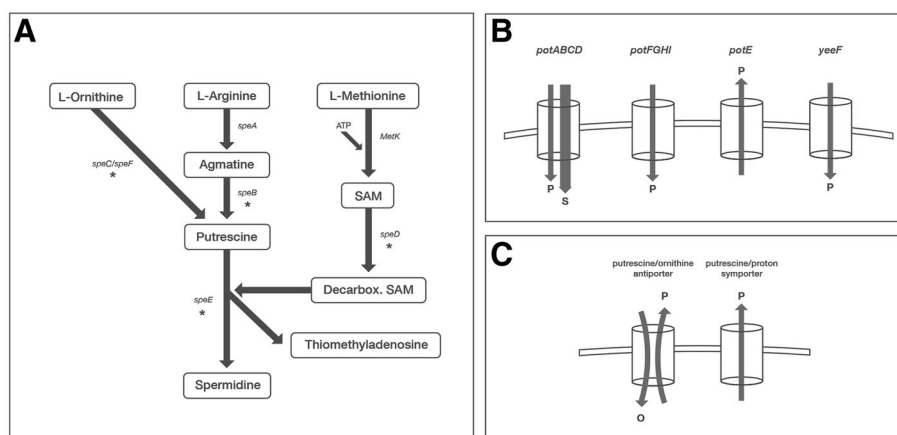 A
L-Ornithine
L-Arginine
L-Methionine
speA
ATP
MetK
speC/speF
*
Agmatine
speB
*
SAM
Putrescine
speD
*
speE
*
Decarbox. SAM
Thiomethyladenosine
Spermidine
B
potABCD
potFGHI
potE
yeeF
P
P
S
P
P
C
putrescine/ornithine
antiporter
putrescine/proton
symporter
P
P
O